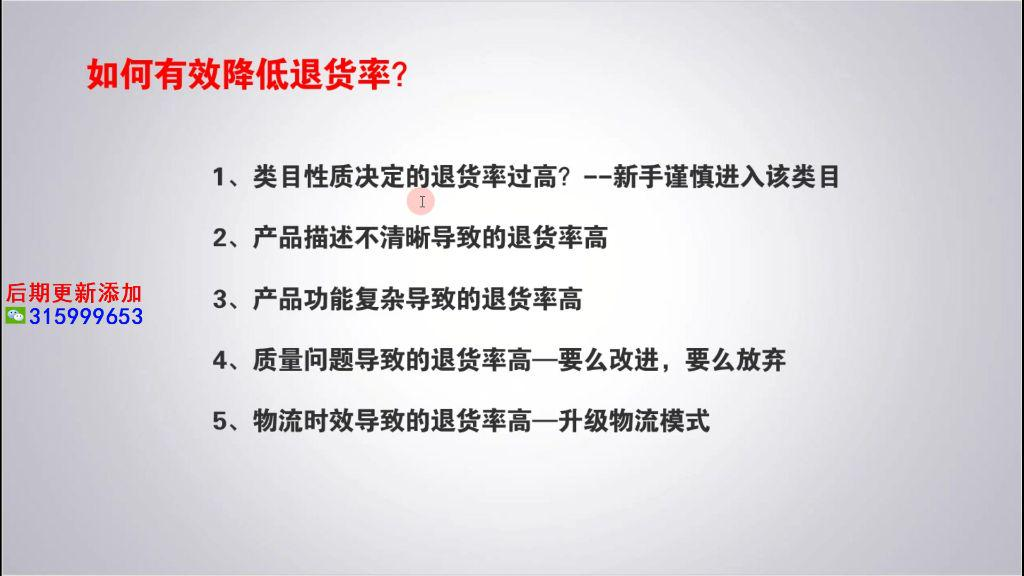 如何有效降低退货率?
1、类目性质决定的退货率过高? --新手谨慎进入该类目
2、产品描述不清晰导致的退货率高
3、产品功能复杂导致的退货率高
后期更新添加
315999653
4、质量问题导致的退货率高—要么改进，要么放弃
5、物流时效导致的退货率高—升级物流模式